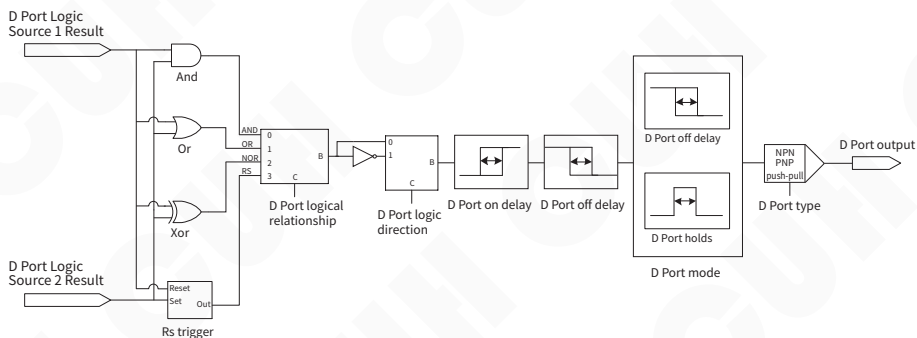 D Port Logic
Source 1 Result
And
Or
Xor
D Port Logic
Source 2 Result
Reset
Set
Out
Rs trigger
AND
OR
NOR
RS
0
1
2
3
B
C
D Port logical
relationship
0
1
B
C
D Port logic
direction
D Port on delay
D Port off delay
D Port off delay
D Port holds
D Port mode
NPN
PNP
push-pull
D Port type
D Port output